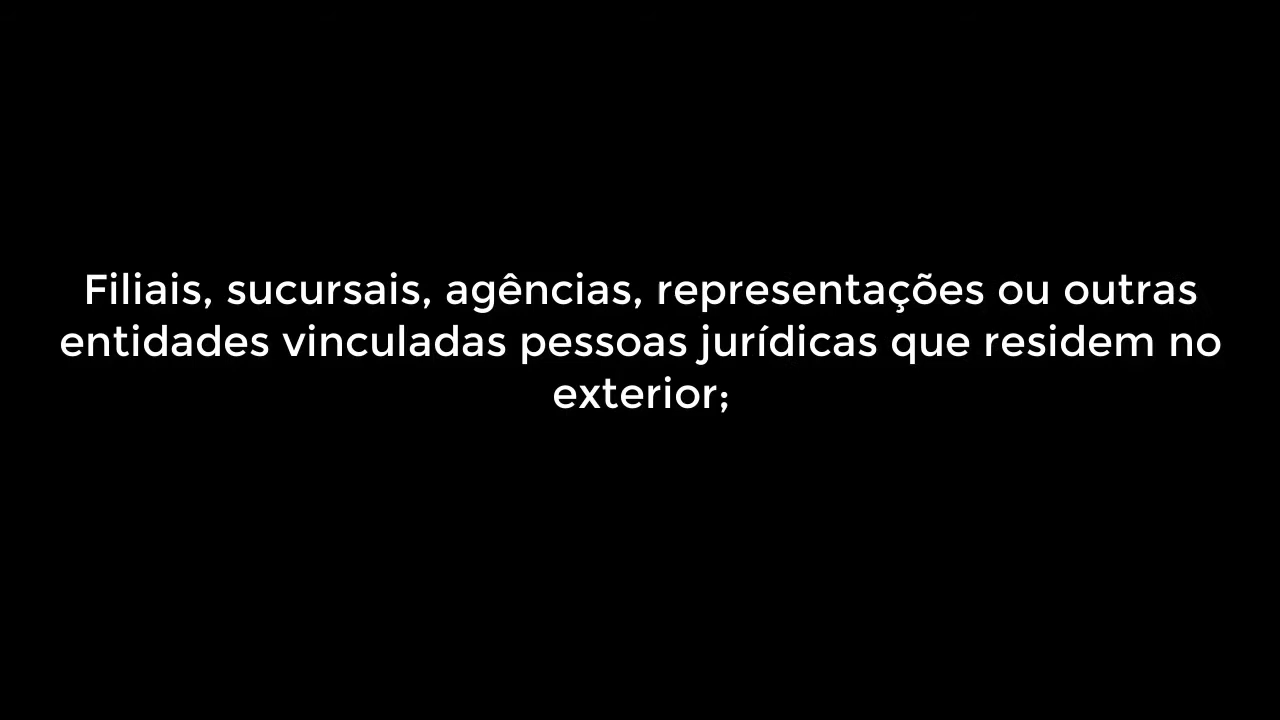 Filiais, sucursais, agências, representações ou outras
entidades vinculadas pessoas jurídicas que residem no
exterior;